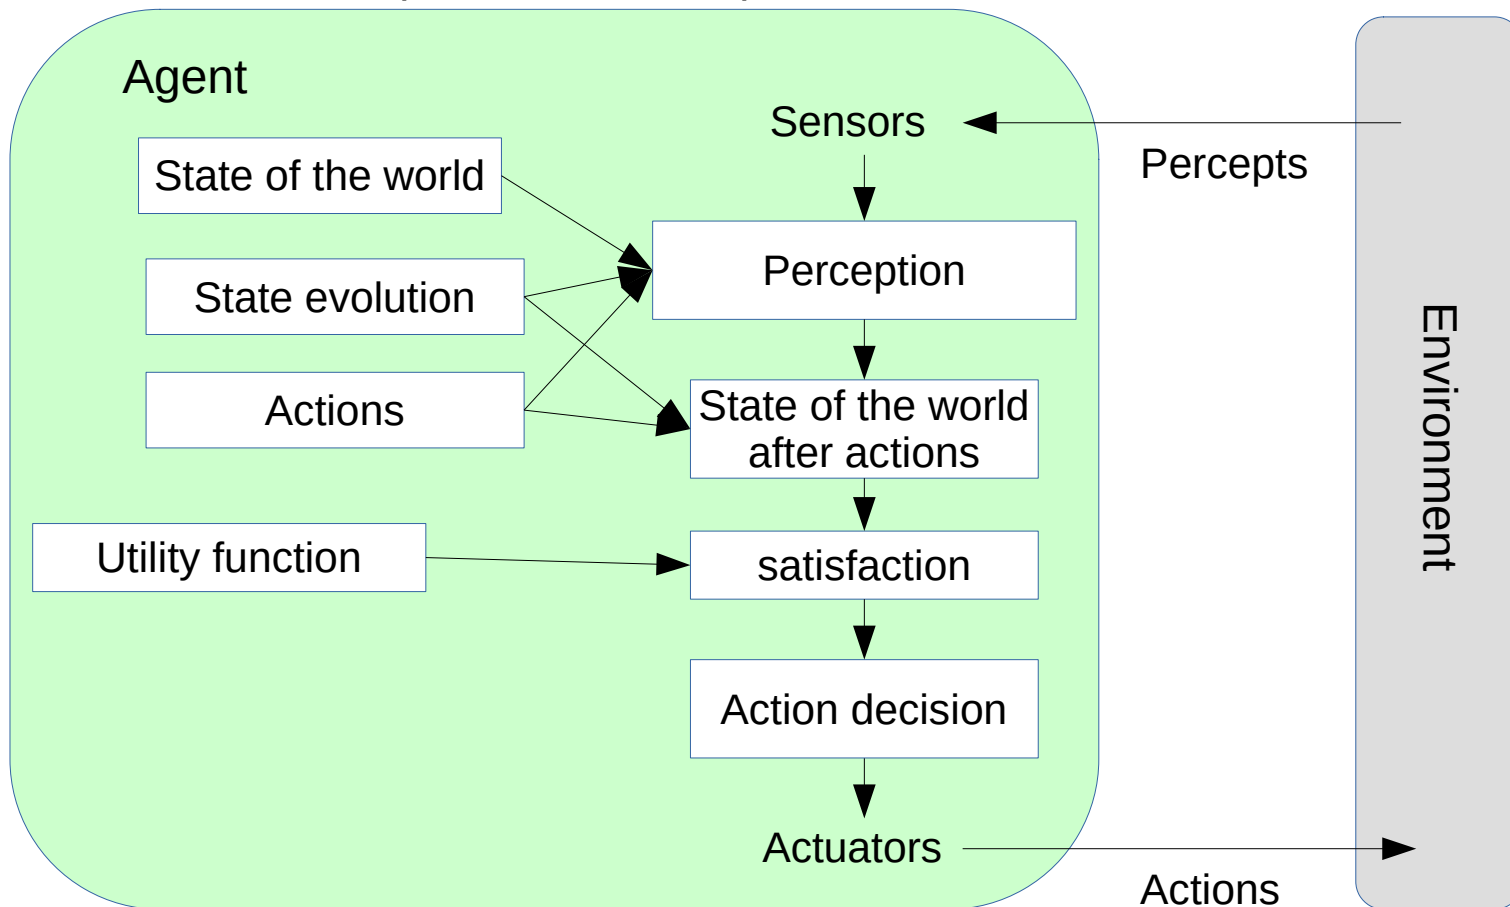 Agent
Sensors
Percepts
State of the world
Perception
State evolution
Actions
State of the world
after actions
Environment
Utility function
satisfaction
Action decision
Actuators
Actions